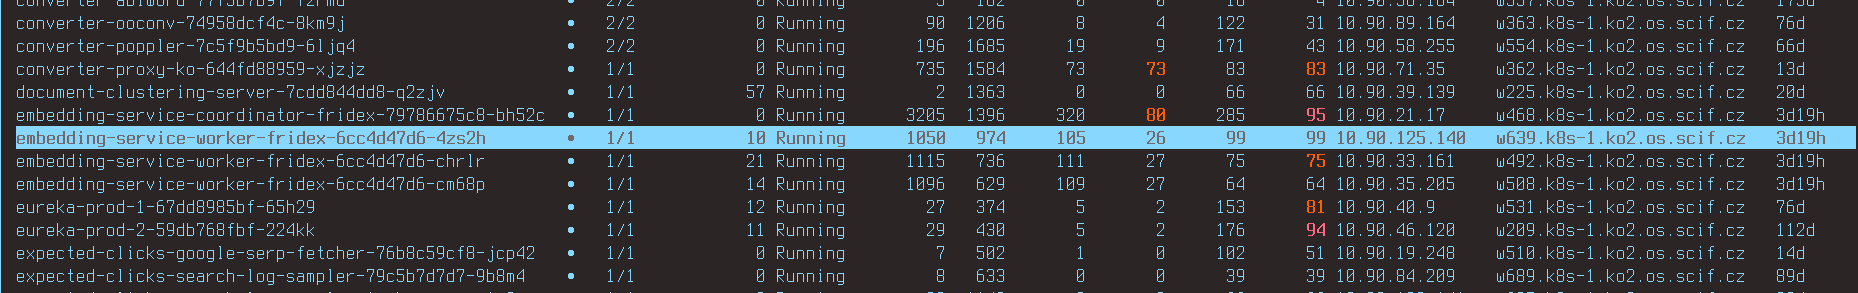 converter-ooconv-74958dcf4c-8km9j ● 2/2 0 Running 90 1206 8 4 122 31 10.90.89.164 w363.k8s-1.ko2.os.scif.cz 76d
converter-poppler-7c5f9b5bd9-6ljq4 ● 2/2 0 Running 196 1685 19 9 171 43 10.90.58.255 w554.k8s-1.ko2.os.scif.cz 66d
converter-proxy-ko-644fd88959-xjzjz ● 1/1 0 Running 735 1584 73 73 83 83 10.90.71.35 w362.k8s-1.ko2.os.scif.cz 13d
document-clustering-server-7cdd844dd8-q2zjv ● 1/1 57 Running 2 1363 0 0 66 66 10.90.39.139 w225.k8s-1.ko2.os.scif.cz 20d
embedding-service-coordinator-fridex-79786675c8-bh52c ● 1/1 0 Running 3205 1396 320 80 285 95 10.90.21.17 w468.k8s-1.ko2.os.scif.cz 3d19h
embedding-service-worker-fridex-6cc4d47d6-4zs2h ● 1/1 10 Running 1050 974 105 26 99 99 10.90.125.140 w639.k8s-1.ko2.os.scif.cz 3d19h
embedding-service-worker-fridex-6cc4d47d6-chrlr ● 1/1 21 Running 1115 736 111 27 75 75 10.90.33.161 w492.k8s-1.ko2.os.scif.cz 3d19h
embedding-service-worker-fridex-6cc4d47d6-cm68p ● 1/1 14 Running 1096 629 109 27 64 64 10.90.35.205 w508.k8s-1.ko2.os.scif.cz 3d19h
eureka-prod-1-67dd8985bf-65h29 ● 1/1 12 Running 27 374 5 2 153 81 10.90.40.9 w531.k8s-1.ko2.os.scif.cz 76d
eureka-prod-2-59db768fbf-224kk ● 1/1 11 Running 29 430 5 2 176 94 10.90.46.120 w209.k8s-1.ko2.os.scif.cz 112d
expected-clicks-google-serp-fetcher-76b8c59cf8-jcp42 ● 1/1 0 Running 7 502 1 0 102 51 10.90.19.248 w510.k8s-1.ko2.os.scif.cz 14d
expected-clicks-search-log-sampler-79c5b7d7d7-9b8m4 ● 1/1 0 Running 8 633 0 0 39 39 10.90.84.209 w689.k8s-1.ko2.os.scif.cz 89d